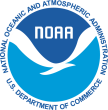 NATIONAL OCEANIC AND ATMOSPHERIC ADMINISTRATION
NOAA
U.S. DEPARTMENT OF COMMERCE